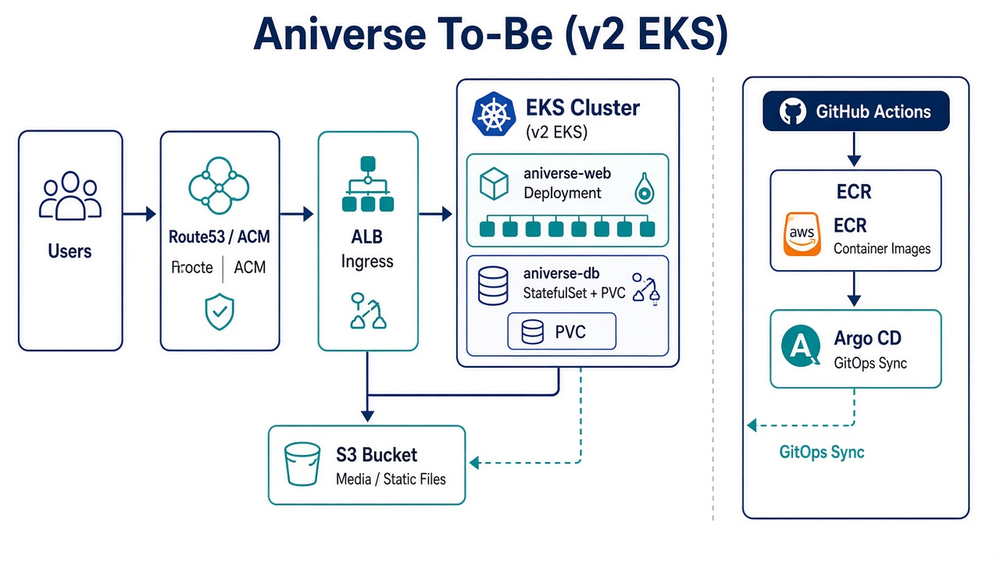 Aniverse To-Be (v2 EKS)
Users
Route53 / ACM
ACM
ALB
Ingress
EKS Cluster
(v2 EKS)
aniverse-web
Deployment
aniverse-db
StatefulSet + PVC
PVC
S3 Bucket
Media / Static Files
GitHub Actions
ECR
aws
ECR
Container Images
A
Argo CD
GitOps Sync
GitOps Sync